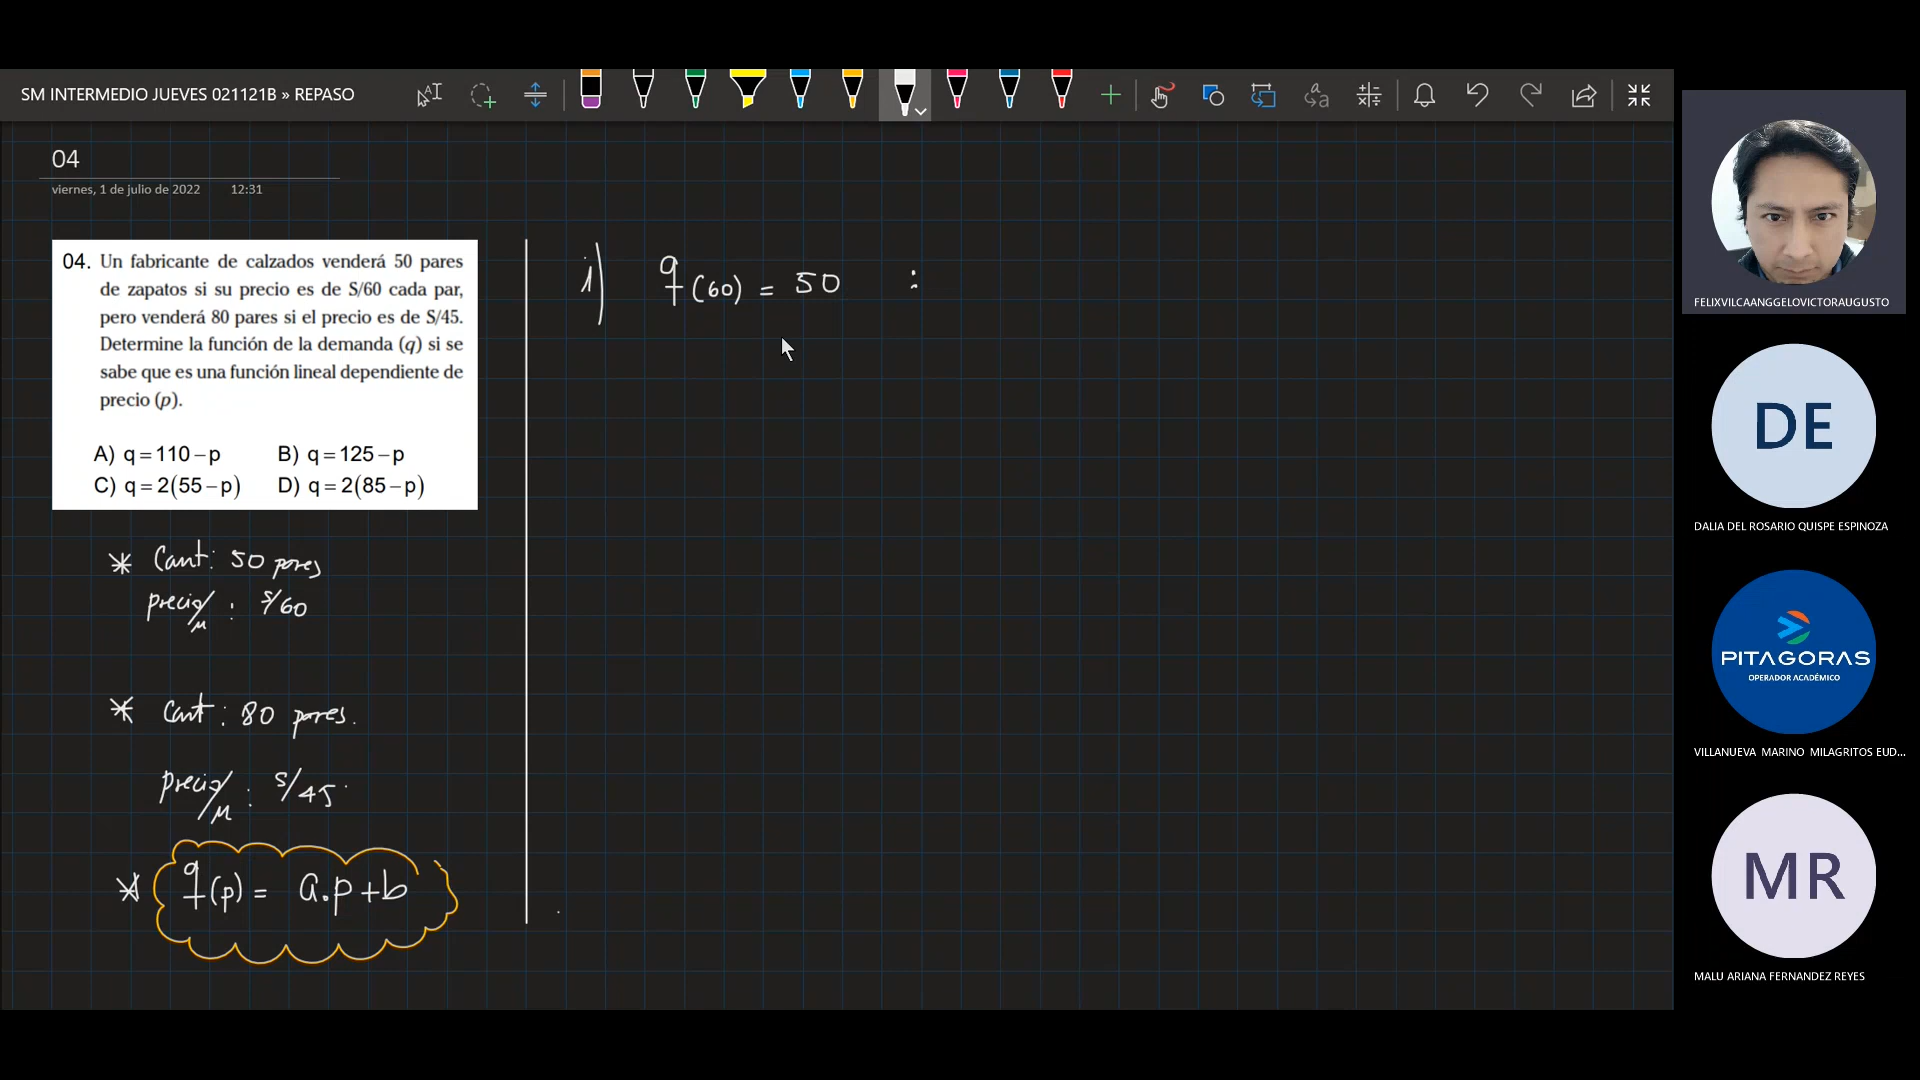 SM INTERMEDIO JUEVES 021121B » REPASO
04
viernes, 1 de julio de 2022 12:31
04. Un fabricante de calzados venderá 50 pares
de zapatos si su precio es de S/60 cada par,
pero venderá 80 pares si el precio es de S/45.
Determine la función de la demanda (q) si se
sabe que es una función lineal dependiente de
precio (p).
A) q=110–p B) q=125–p
C) q=2(55–p) D) q=2(85–p)
* Cant: 50 pares
precio/μ : S/60
* Cant: 80 pares.
precio/μ : S/45
* q(p) = a.p+b
i) q(60) = 50 :
FELIXVILCAANGGELOVICTORAUGUSTO
DE
DALIA DEL ROSARIO QUISPE ESPINOZA
PITAGORAS
OPERADOR ACADÉMICO
VILLANUEVA MARINO MILAGRITOS EUD...
MR
MALU ARIANA FERNANDEZ REYES